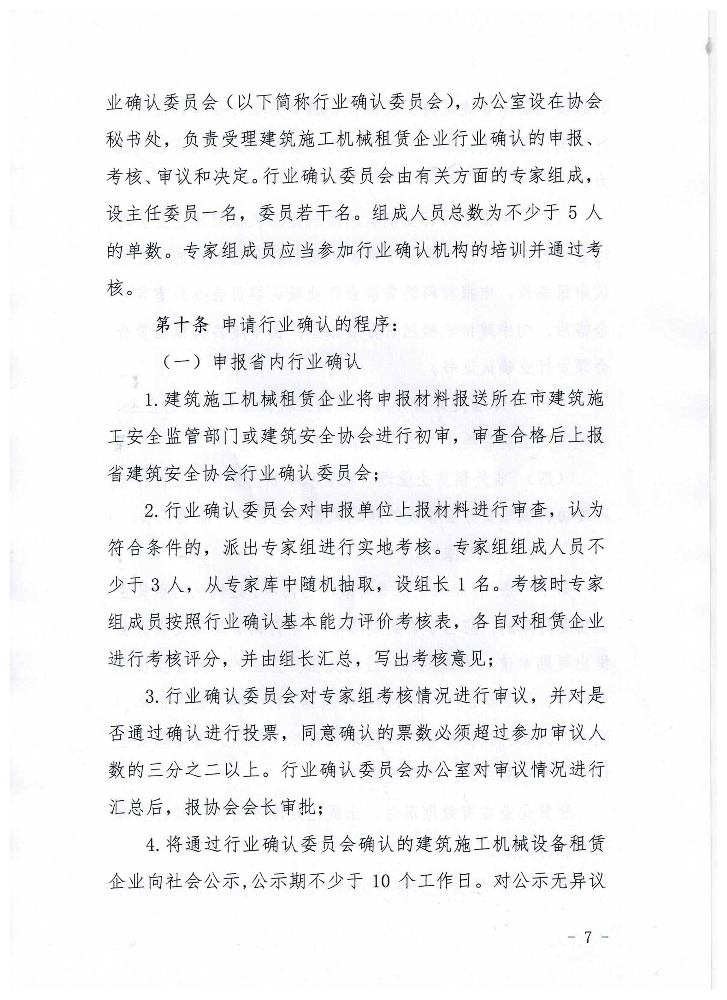 业确认委员会（以下简称行业确认委员会），办公室设在协会
秘书处，负责受理建筑施工机械租赁企业行业确认的申报、
考核、审议和决定。行业确认委员会由有关方面的专家组成，
设主任委员一名，委员若干名。组成人员总数为不少于 5 人
的单数。专家组成员应当参加行业确认机构的培训并通过考
核。
第十条 申请行业确认的程序：
（一）申报省内行业确认
1.建筑施工机械租赁企业将申报材料报送所在市建筑施
工安全监管部门或建筑安全协会进行初审，审查合格后上报
省建筑安全协会行业确认委员会；
2.行业确认委员会对申报单位上报材料进行审查，认为
符合条件的，派出专家组进行实地考核。专家组组成人员不
少于 3 人，从专家库中随机抽取，设组长 1 名。考核时专家
组成员按照行业确认基本能力评价考核表，各自对租赁企业
进行考核评分，并由组长汇总，写出考核意见；
3.行业确认委员会对专家组考核情况进行审议，并对是
否通过确认进行投票，同意确认的票数必须超过参加审议人
数的三分之二以上。行业确认委员会办公室对审议情况进行
汇总后，报协会会长审批；
4.将通过行业确认委员会确认的建筑施工机械设备租赁
企业向社会公示,公示期不少于 10 个工作日。对公示无异议
- 7 -